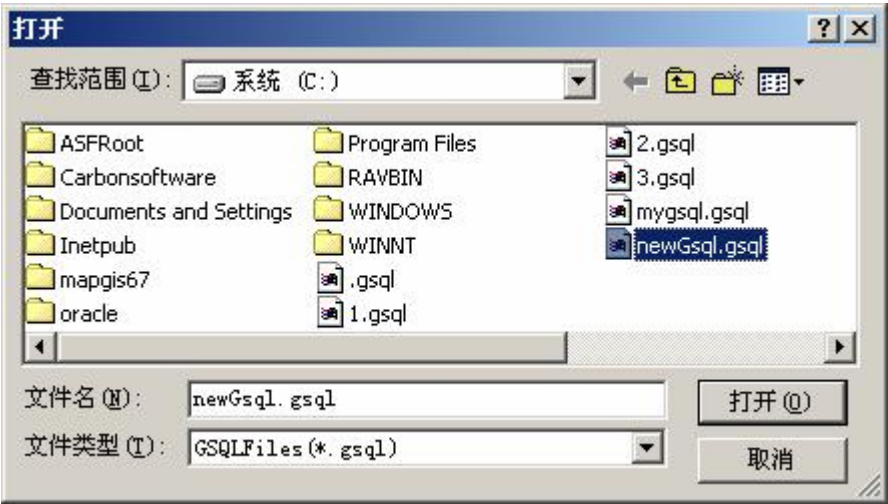 打开
查找范围(I): 系统 (C:)
ASFRoot
Carbonsoftware
Documents and Settings
Inetpub
mapgis67
oracle
Program Files
RAVBIN
WINDOWS
WINNT
.gsql
1.gsql
2.gsql
3.gsql
mygsql.gsql
newGsql.gsql
文件名(N): newGsql.gsql
打开(O)
文件类型(T): GSQLFiles(*.gsql)
取消